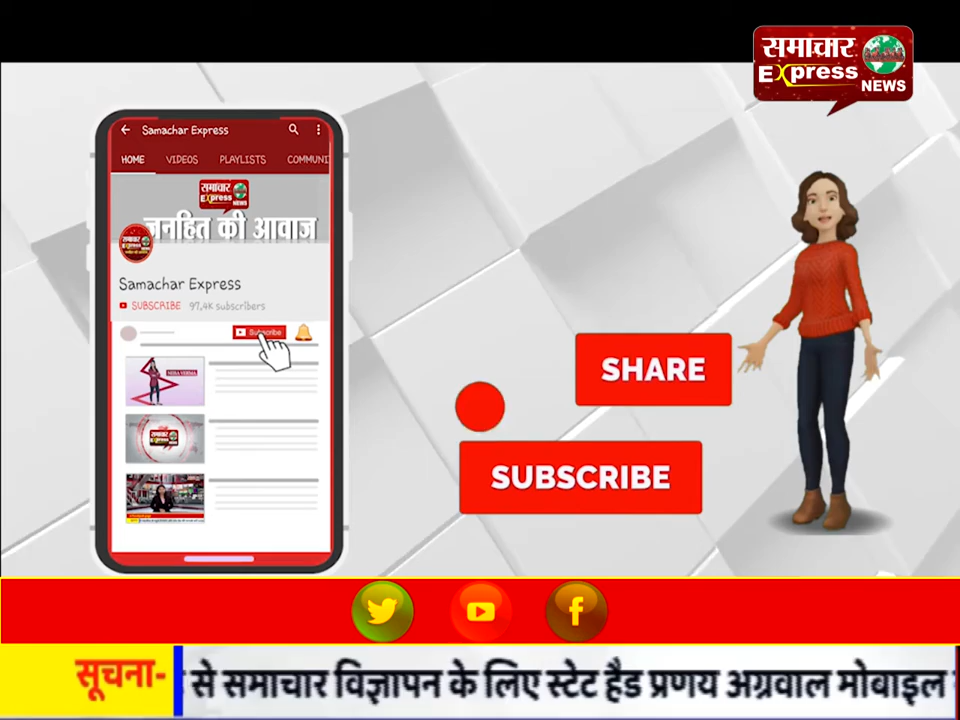 समाचार
Express
NEWS
Samachar Express
HOME VIDEOS PLAYLISTS COMMUNI
समाचार
Express
NEWS
जनहित की आवाज
Samachar Express
SUBSCRIBE 97.4K subscribers
Subscribe
SHARE
SUBSCRIBE
सूचना- से समाचार विज्ञापन के लिए स्टेट हैड प्रणय अग्रवाल मोबाइल